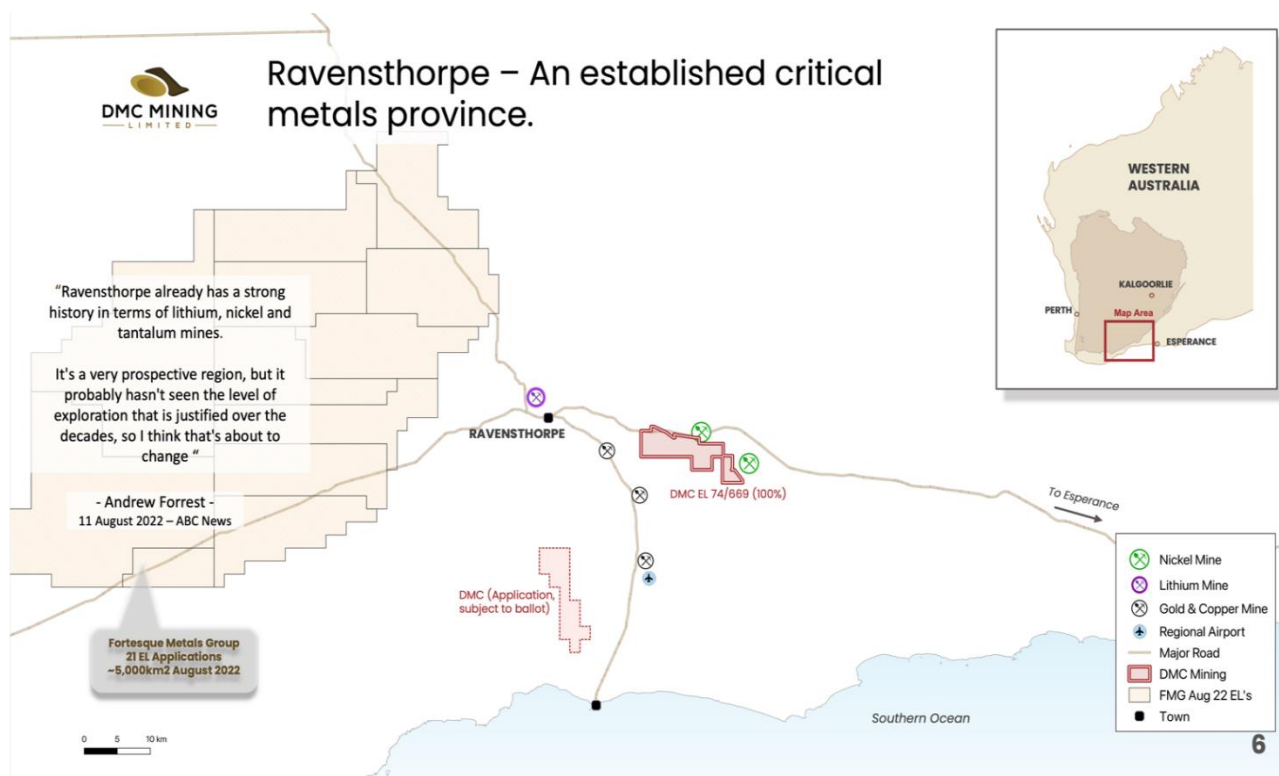 DMC MINING
LIMITED
Ravensthorpe – An established critical
metals province.
WESTERN
AUSTRALIA
KALGOORLIE
PERTH
Map Area
ESPERANCE
“Ravensthorpe already has a strong
history in terms of lithium, nickel and
tantalum mines.
It's a very prospective region, but it
probably hasn't seen the level of
exploration that is justified over the
decades, so I think that's about to
change “
- Andrew Forrest -
11 August 2022 – ABC News
RAVENSTHORPE
DMC EL 74/669 (100%)
To Esperance
DMC (Application,
subject to ballot)
Fortesque Metals Group
21 EL Applications
~5,000km2 August 2022
Nickel Mine
Lithium Mine
Gold & Copper Mine
Regional Airport
Major Road
DMC Mining
FMG Aug 22 EL's
Town
Southern Ocean
0 5 10 km
6